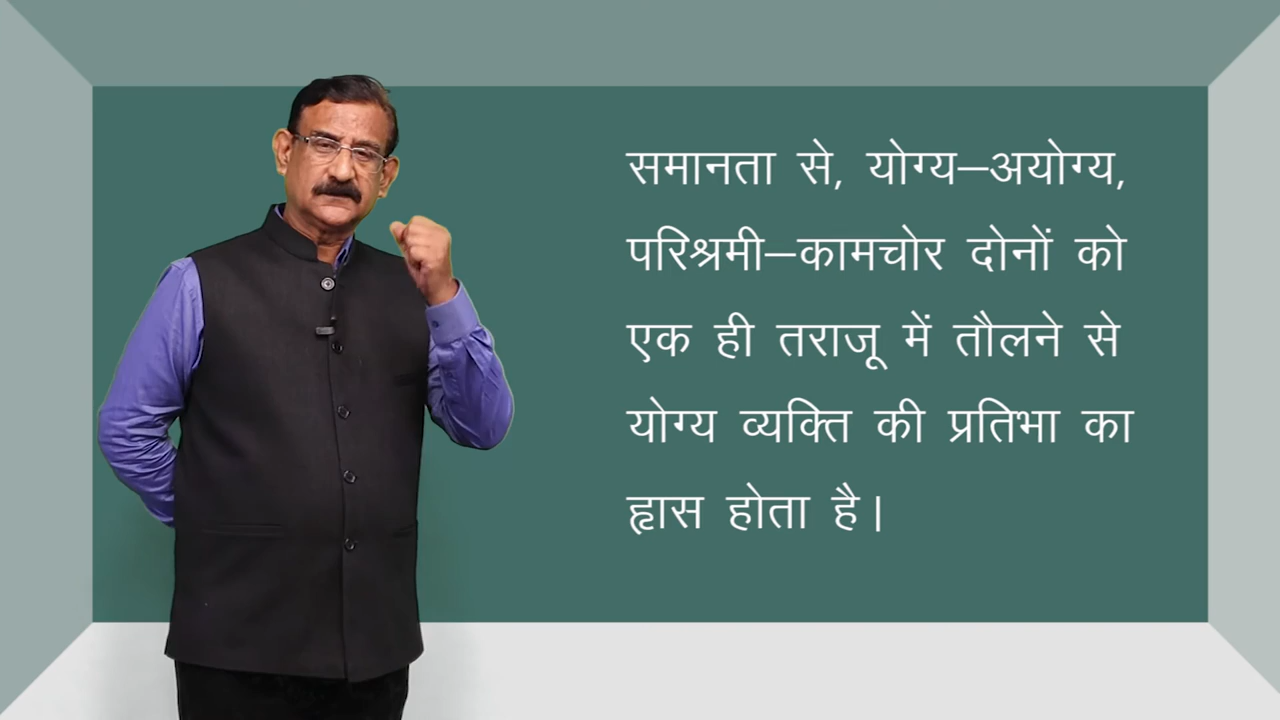 समानता से, योग्य–अयोग्य,
परिश्रमी–कामचोर दोनों को
एक ही तराजू में तौलने से
योग्य व्यक्ति की प्रतिभा का
हृास होता है।